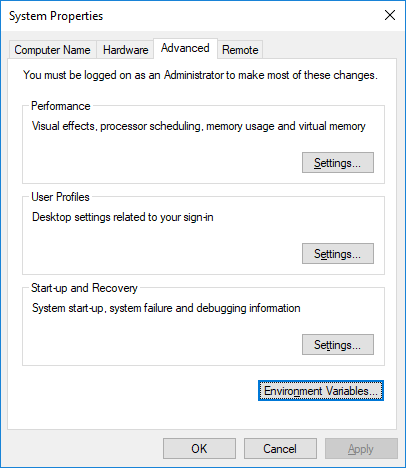 System Properties
Computer Name Hardware Advanced Remote
You must be logged on as an Administrator to make most of these changes.
Performance
Visual effects, processor scheduling, memory usage and virtual memory
Settings...
User Profiles
Desktop settings related to your sign-in
Settings...
Start-up and Recovery
System start-up, system failure and debugging information
Settings...
Environment Variables...
OK Cancel Apply